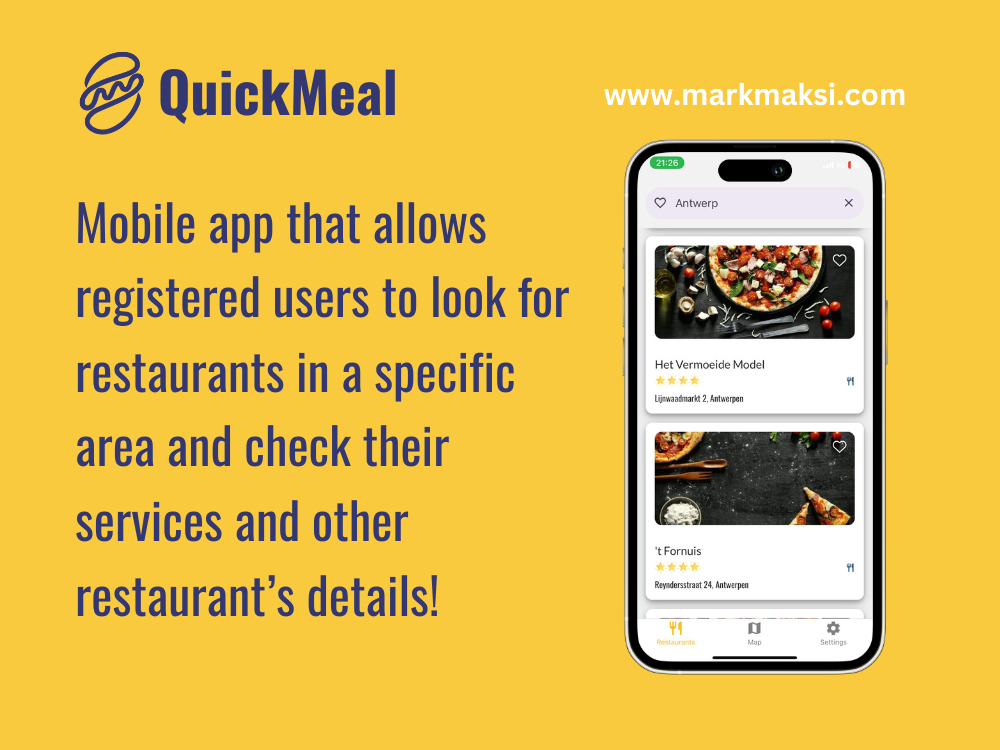 QuickMeal
www.markmaksi.com
Mobile app that allows
registered users to look for
restaurants in a specific
area and check their
services and other
restaurant’s details!
21:26
Antwerp
Het Vermoeide Model
Lijnwaadmarkt 2, Antwerpen
't Fornuis
Reyndersstraat 24, Antwerpen
Restaurants
Map
Settings